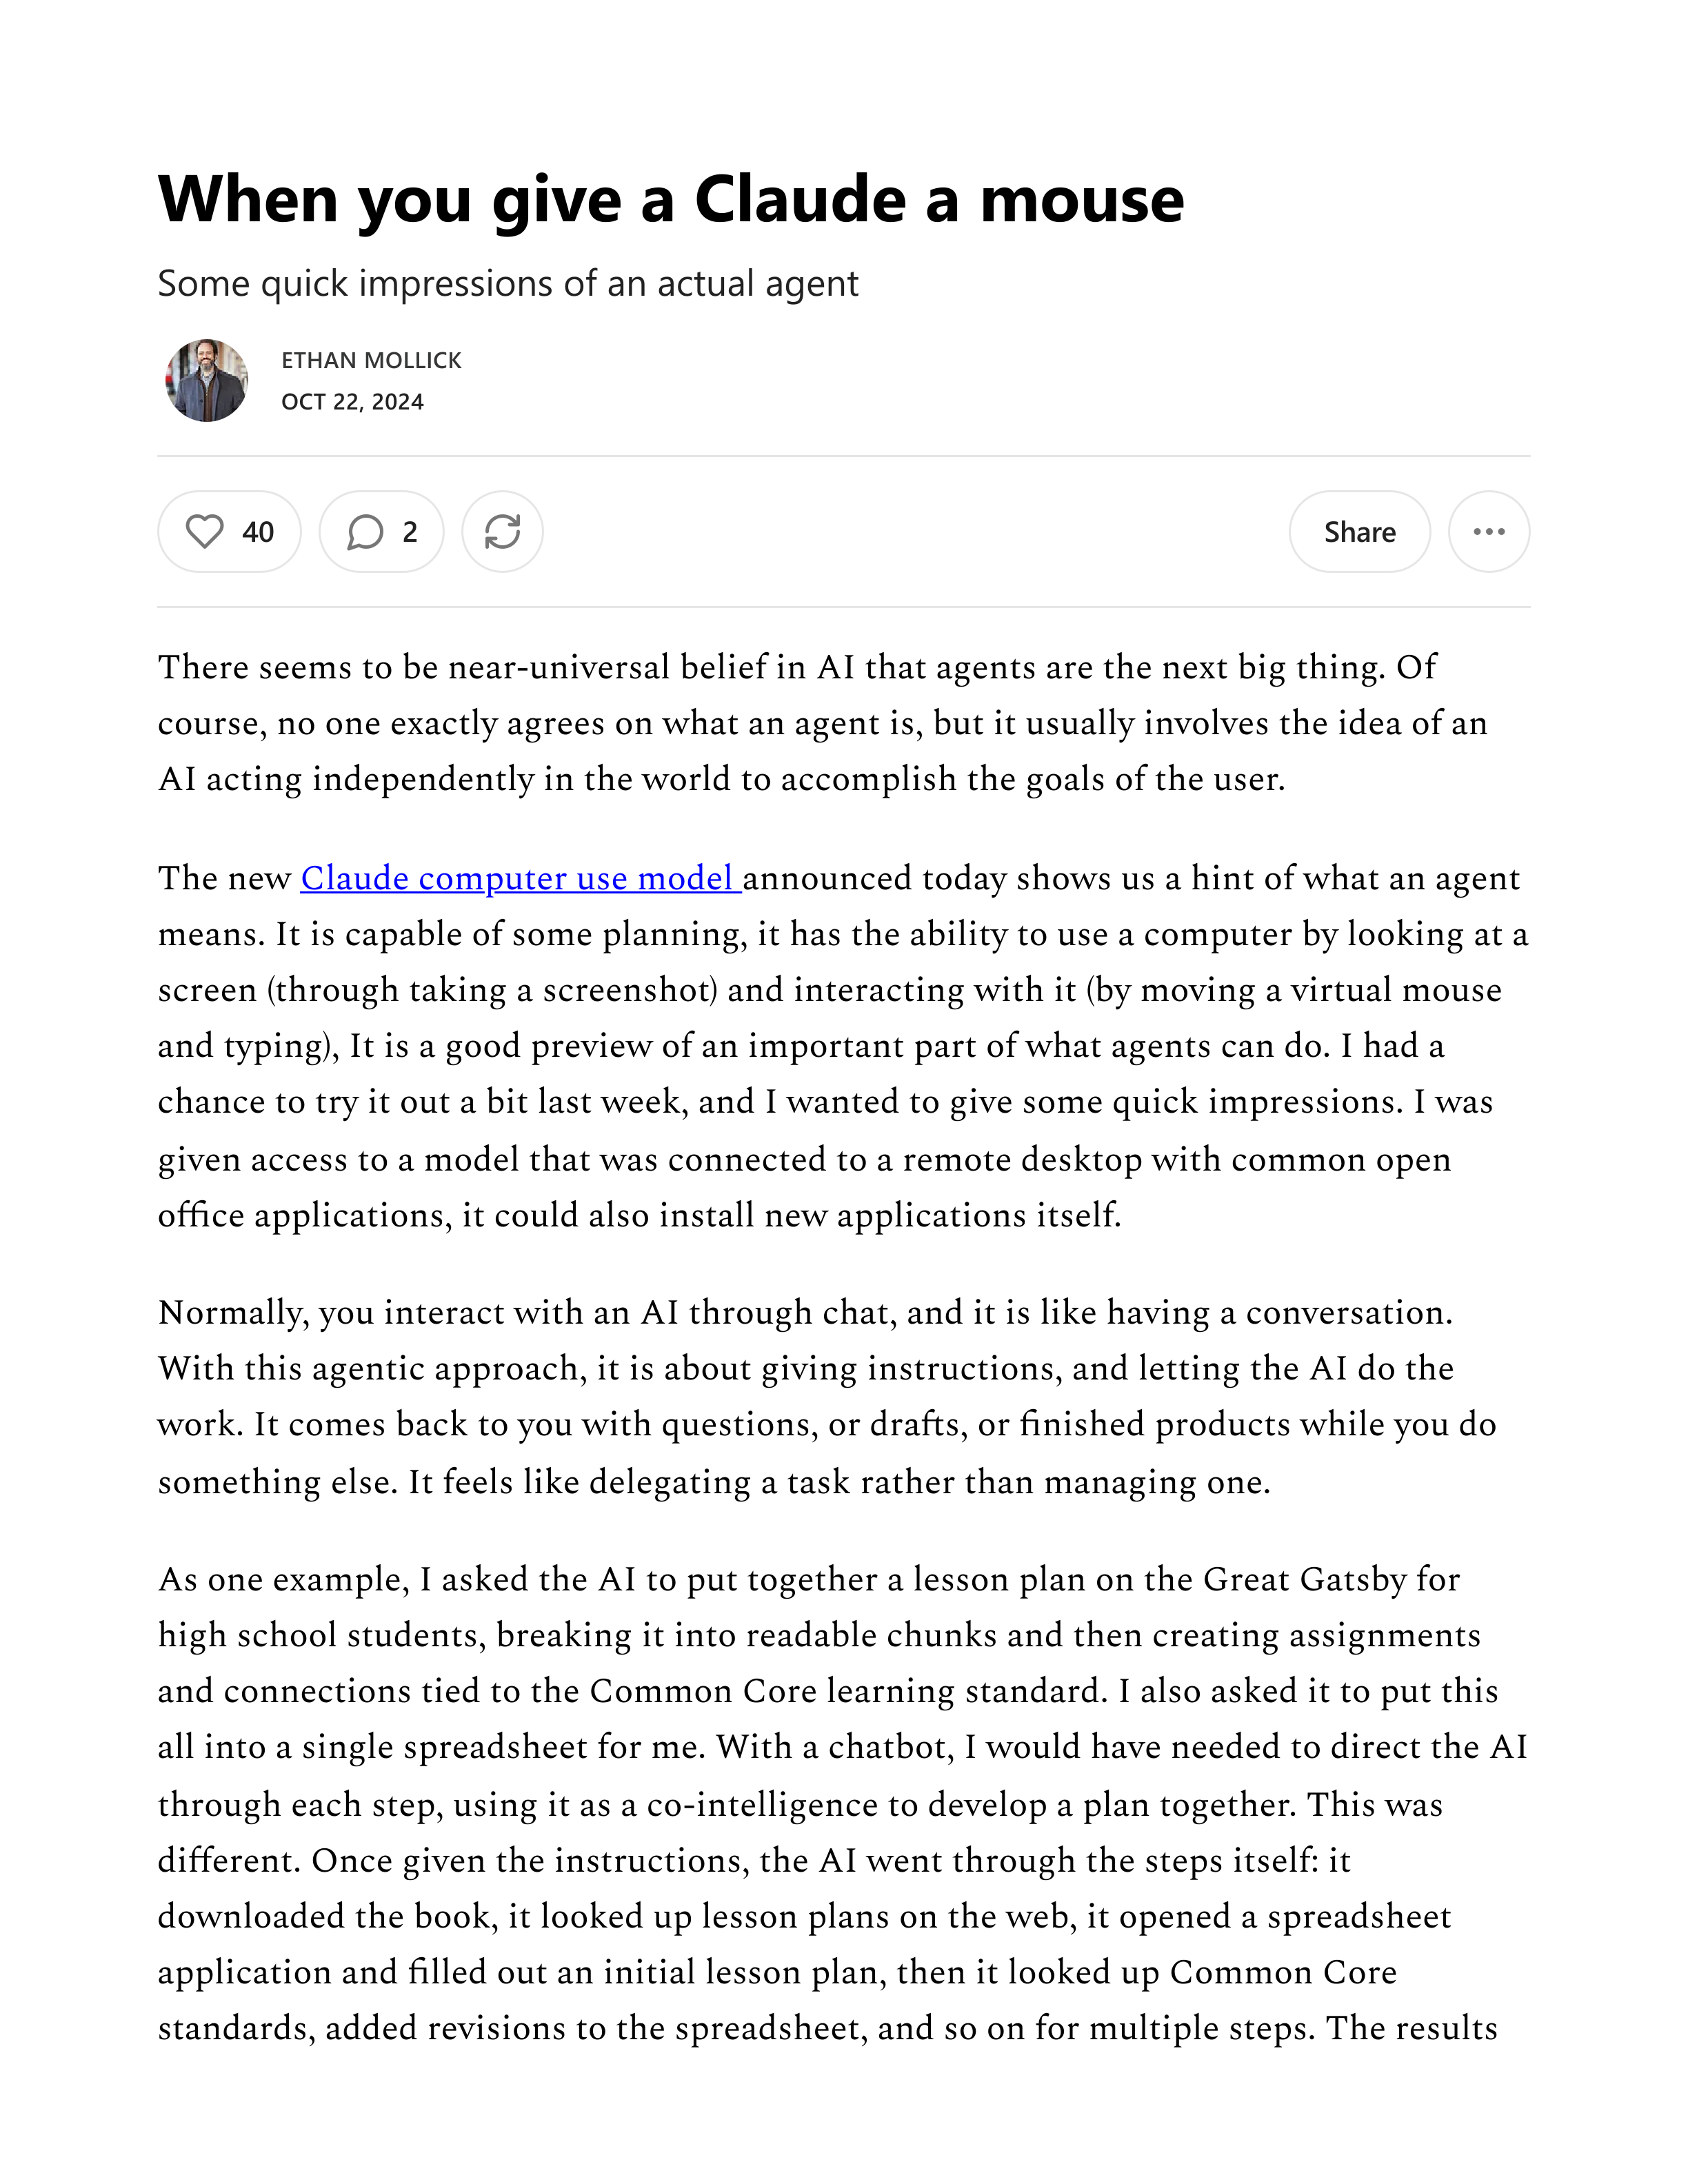 When you give a Claude a mouse
Some quick impressions of an actual agent
ETHAN MOLLICK
OCT 22, 2024
40
2
Share
There seems to be near-universal belief in AI that agents are the next big thing. Of
course, no one exactly agrees on what an agent is, but it usually involves the idea of an
AI acting independently in the world to accomplish the goals of the user.
The new Claude computer use model announced today shows us a hint of what an agent
means. It is capable of some planning, it has the ability to use a computer by looking at a
screen (through taking a screenshot) and interacting with it (by moving a virtual mouse
and typing), It is a good preview of an important part of what agents can do. I had a
chance to try it out a bit last week, and I wanted to give some quick impressions. I was
given access to a model that was connected to a remote desktop with common open
office applications, it could also install new applications itself.
Normally, you interact with an AI through chat, and it is like having a conversation.
With this agentic approach, it is about giving instructions, and letting the AI do the
work. It comes back to you with questions, or drafts, or finished products while you do
something else. It feels like delegating a task rather than managing one.
As one example, I asked the AI to put together a lesson plan on the Great Gatsby for
high school students, breaking it into readable chunks and then creating assignments
and connections tied to the Common Core learning standard. I also asked it to put this
all into a single spreadsheet for me. With a chatbot, I would have needed to direct the AI
through each step, using it as a co-intelligence to develop a plan together. This was
different. Once given the instructions, the AI went through the steps itself: it
downloaded the book, it looked up lesson plans on the web, it opened a spreadsheet
application and filled out an initial lesson plan, then it looked up Common Core
standards, added revisions to the spreadsheet, and so on for multiple steps. The results